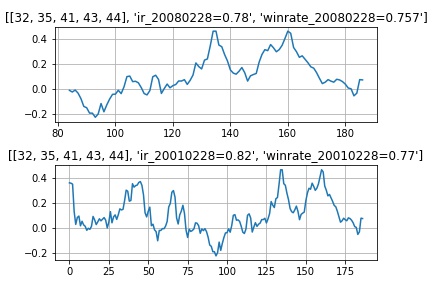 [[32, 35, 41, 43, 44], 'ir_20080228=0.78', 'winrate_20080228=0.757']
0.4
0.2
0.0
−0.2
80 100 120 140 160 180
[[32, 35, 41, 43, 44], 'ir_20010228=0.82', 'winrate_20010228=0.77']
0.4
0.2
0.0
−0.2
0 25 50 75 100 125 150 175